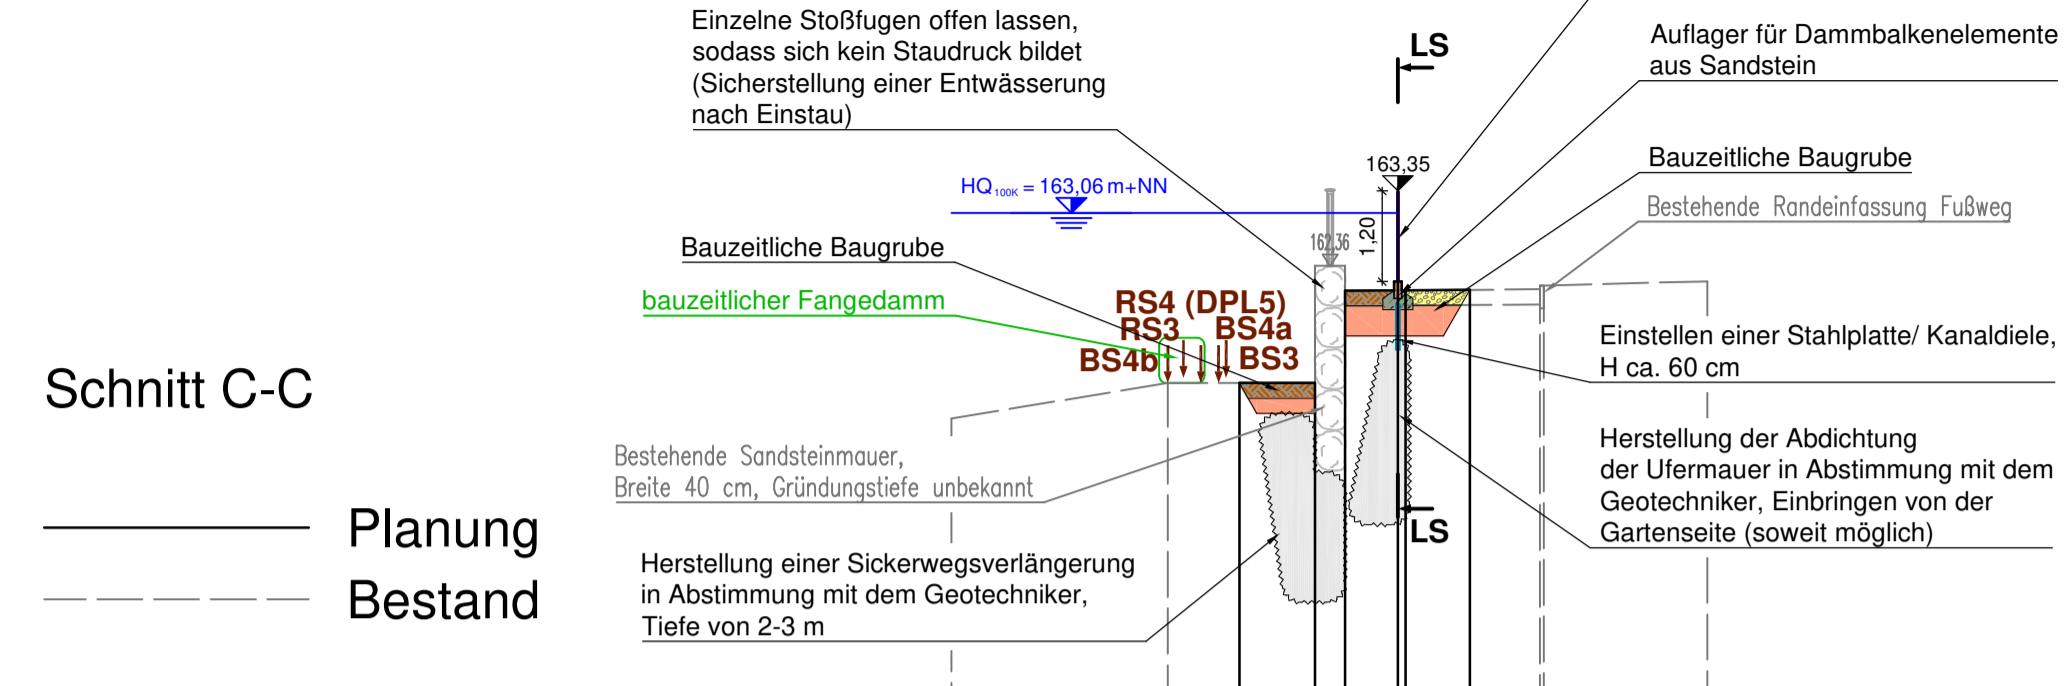 Einzelne Stoßfugen offen lassen,
sodass sich kein Staudruck bildet
(Sicherstellung einer Entwässerung
nach Einstau)
LS
Auflager für Dammbalkenelemente
aus Sandstein
163,35
Bauzeitliche Baugrube
HQ100K = 163,06 m+NN
Bestehende Randeinfassung Fußweg
1,20
162,36
Bauzeitliche Baugrube
bauzeitlicher Fangedamm
RS4 (DPL5)
RS3
BS4a
BS4b
BS3
Einstellen einer Stahlplatte/ Kanaldiele,
H ca. 60 cm
Schnitt C-C
Bestehende Sandsteinmauer,
Breite 40 cm, Gründungstiefe unbekannt
Herstellung der Abdichtung
der Ufermauer in Abstimmung mit dem
Geotechniker, Einbringen von der
Gartenseite (soweit möglich)
LS
Planung
Bestand
Herstellung einer Sickerwegsverlängerung
in Abstimmung mit dem Geotechniker,
Tiefe von 2-3 m